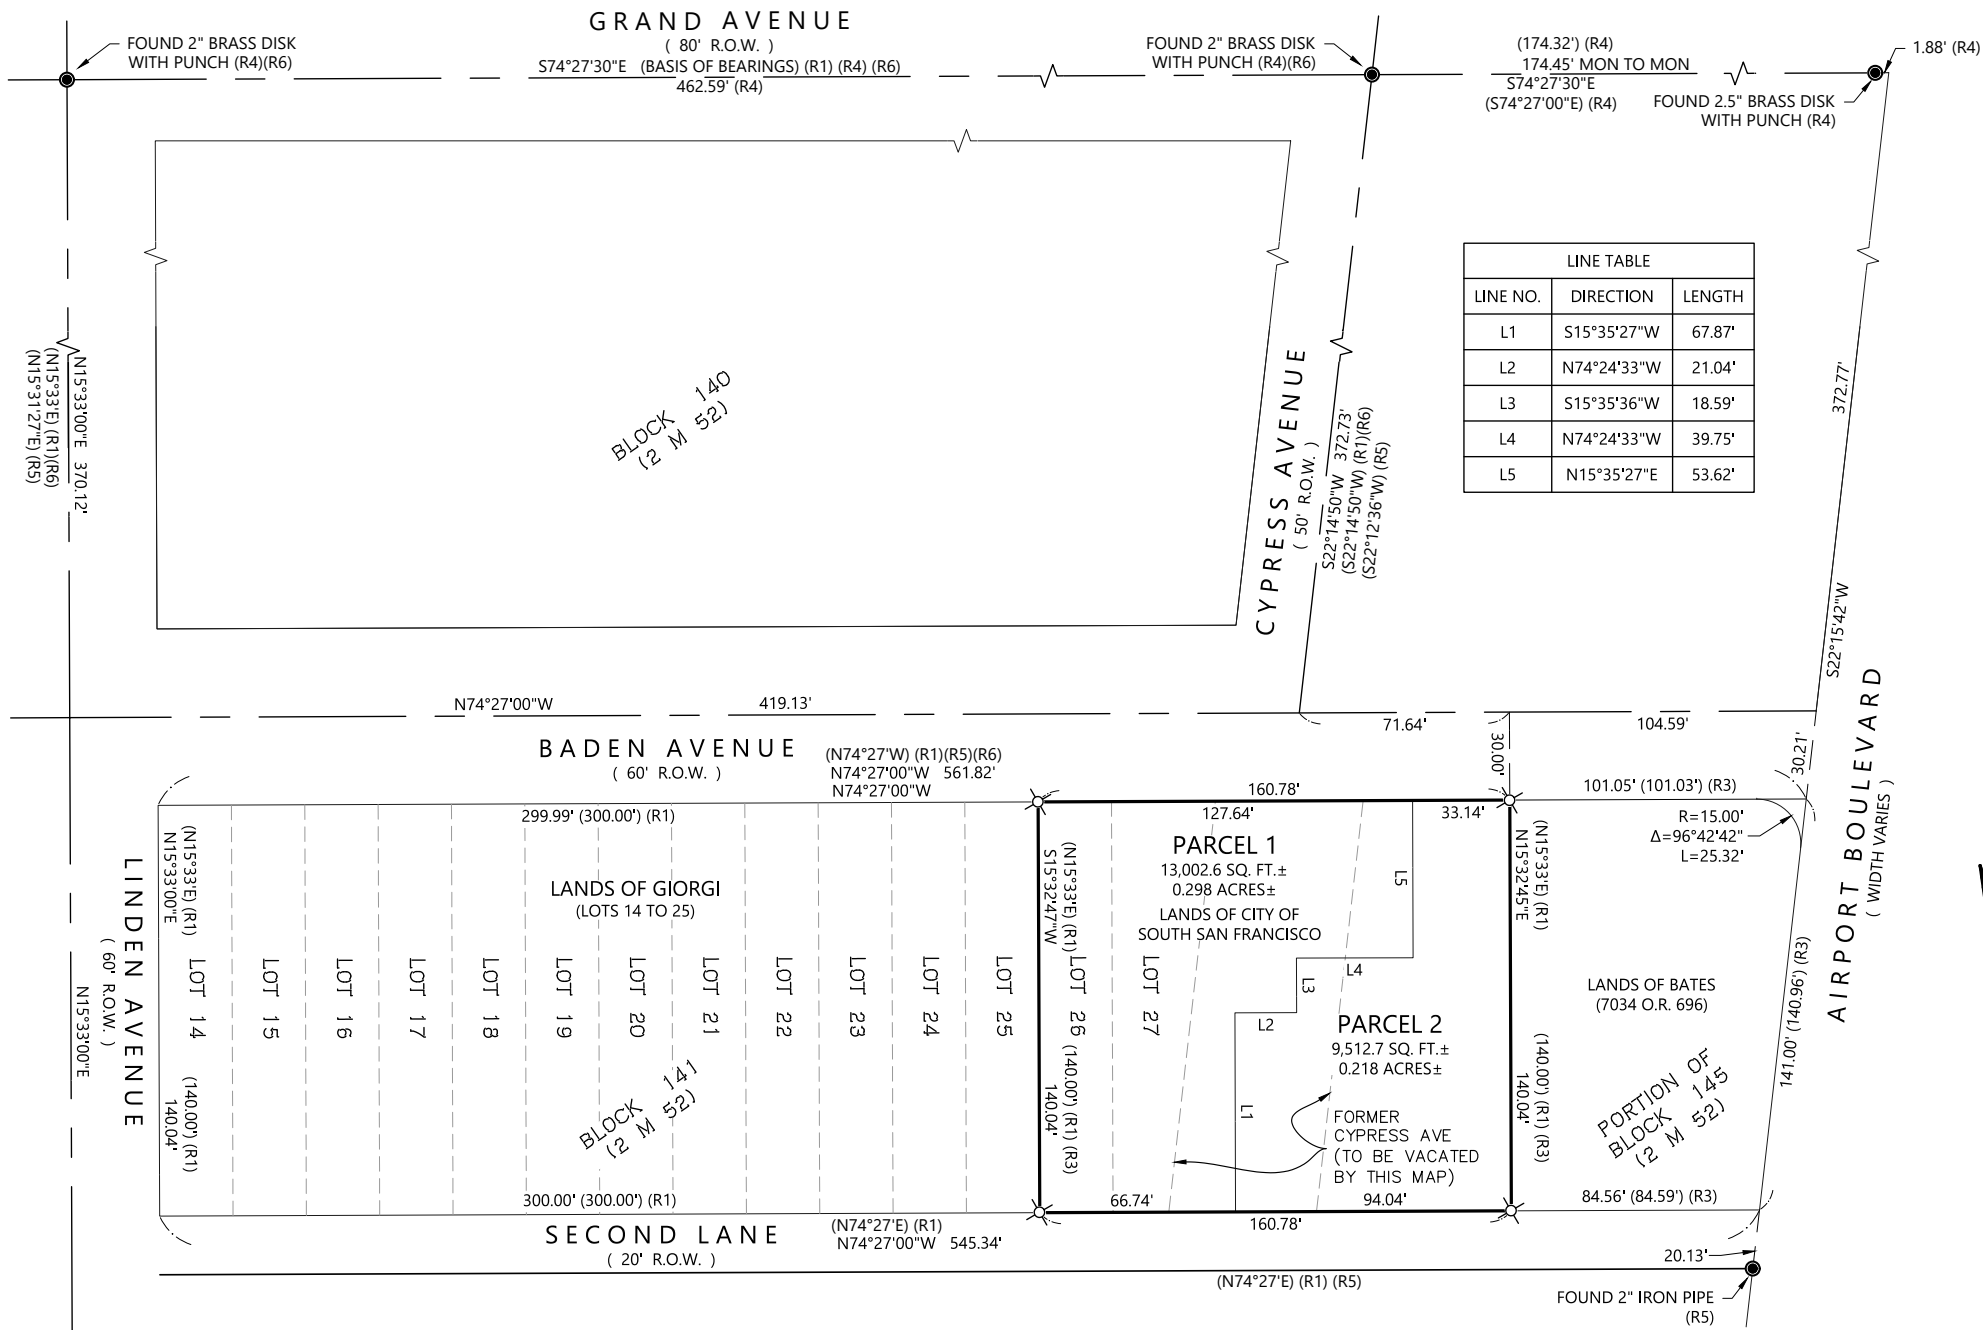 GRAND AVENUE
( 80' R.O.W. )
S74°27'30"E (BASIS OF BEARINGS) (R1) (R4) (R6)
462.59' (R4)
FOUND 2" BRASS DISK
WITH PUNCH (R4)(R6)
FOUND 2" BRASS DISK
WITH PUNCH (R4)(R6)
(174.32') (R4)
174.45' MON TO MON
S74°27'30"E
(S74°27'00"E) (R4)
1.88' (R4)
FOUND 2.5" BRASS DISK
WITH PUNCH (R4)
LINE TABLE
LINE NO. DIRECTION LENGTH
L1 S15°35'27"W 67.87'
L2 N74°24'33"W 21.04'
L3 S15°35'36"W 18.59'
L4 N74°24'33"W 39.75'
L5 N15°35'27"E 53.62'
N15°33'00"E 370.12'
(N15°33'E) (R1)(R6)
(N15°31'27"E) (R5)
BLOCK 140
(2 M 52)
CYPRESS AVENUE
( 50' R.O.W. )
S22°14'50"W 372.73'
(S22°14'50"W) (R1)(R6)
(S22°12'36"W) (R5)
372.77'
S22°15'42"W
N74°27'00"W 419.13'
71.64'
104.59'
BADEN AVENUE
( 60' R.O.W. )
(N74°27'W) (R1)(R5)(R6)
N74°27'00"W 561.82'
N74°27'00"W
30.00'
30.21'
AIRPORT BOULEVARD
( WIDTH VARIES )
299.99' (300.00') (R1)
160.78'
127.64'
33.14'
101.05' (101.03') (R3)
R=15.00'
Δ=96°42'42"
L=25.32'
LINDEN AVENUE
( 60' R.O.W. )
N15°33'00"E
(N15°33'E) (R1)
N15°33'00"E
(140.00') (R1)
140.04'
LANDS OF GIORGI
(LOTS 14 TO 25)
LOT 14
LOT 15
LOT 16
LOT 17
LOT 18
LOT 19
LOT 20
LOT 21
LOT 22
LOT 23
LOT 24
LOT 25
LOT 26
LOT 27
BLOCK 141
(2 M 52)
(N15°33'E) (R1)
S15°32'47"W
(140.00') (R1) (R3)
140.04'
PARCEL 1
13,002.6 SQ. FT.±
0.298 ACRES±
LANDS OF CITY OF
SOUTH SAN FRANCISCO
L5
L4
L3
L2
L1
PARCEL 2
9,512.7 SQ. FT.±
0.218 ACRES±
FORMER
CYPRESS AVE
(TO BE VACATED
BY THIS MAP)
(N15°33'E) (R1)
N15°32'45"E
(140.00') (R1) (R3)
140.04'
LANDS OF BATES
(7034 O.R. 696)
PORTION OF
BLOCK 145
(2 M 52)
141.00' (140.96') (R3)
300.00' (300.00') (R1)
66.74'
94.04'
160.78'
84.56' (84.59') (R3)
SECOND LANE
( 20' R.O.W. )
(N74°27'E) (R1)
N74°27'00"W 545.34'
20.13'
(N74°27'E) (R1) (R5)
FOUND 2" IRON PIPE
(R5)